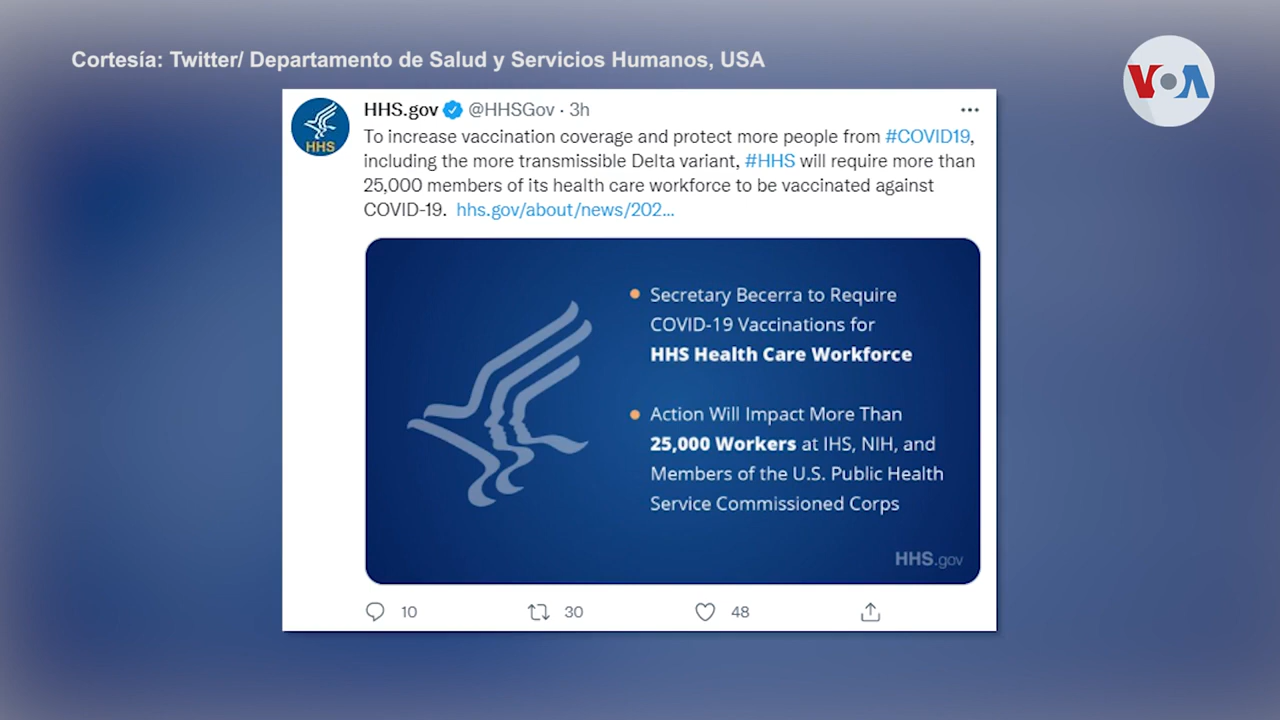 Cortesía: Twitter/ Departamento de Salud y Servicios Humanos, USA
VOA
HHS.gov @HHSGov · 3h
HHS
To increase vaccination coverage and protect more people from #COVID19,
including the more transmissible Delta variant, #HHS will require more than
25,000 members of its health care workforce to be vaccinated against
COVID-19. hhs.gov/about/news/202...
Secretary Becerra to Require
COVID-19 Vaccinations for
HHS Health Care Workforce
Action Will Impact More Than
25,000 Workers at IHS, NIH, and
Members of the U.S. Public Health
Service Commissioned Corps
HHS.gov
10 30 48